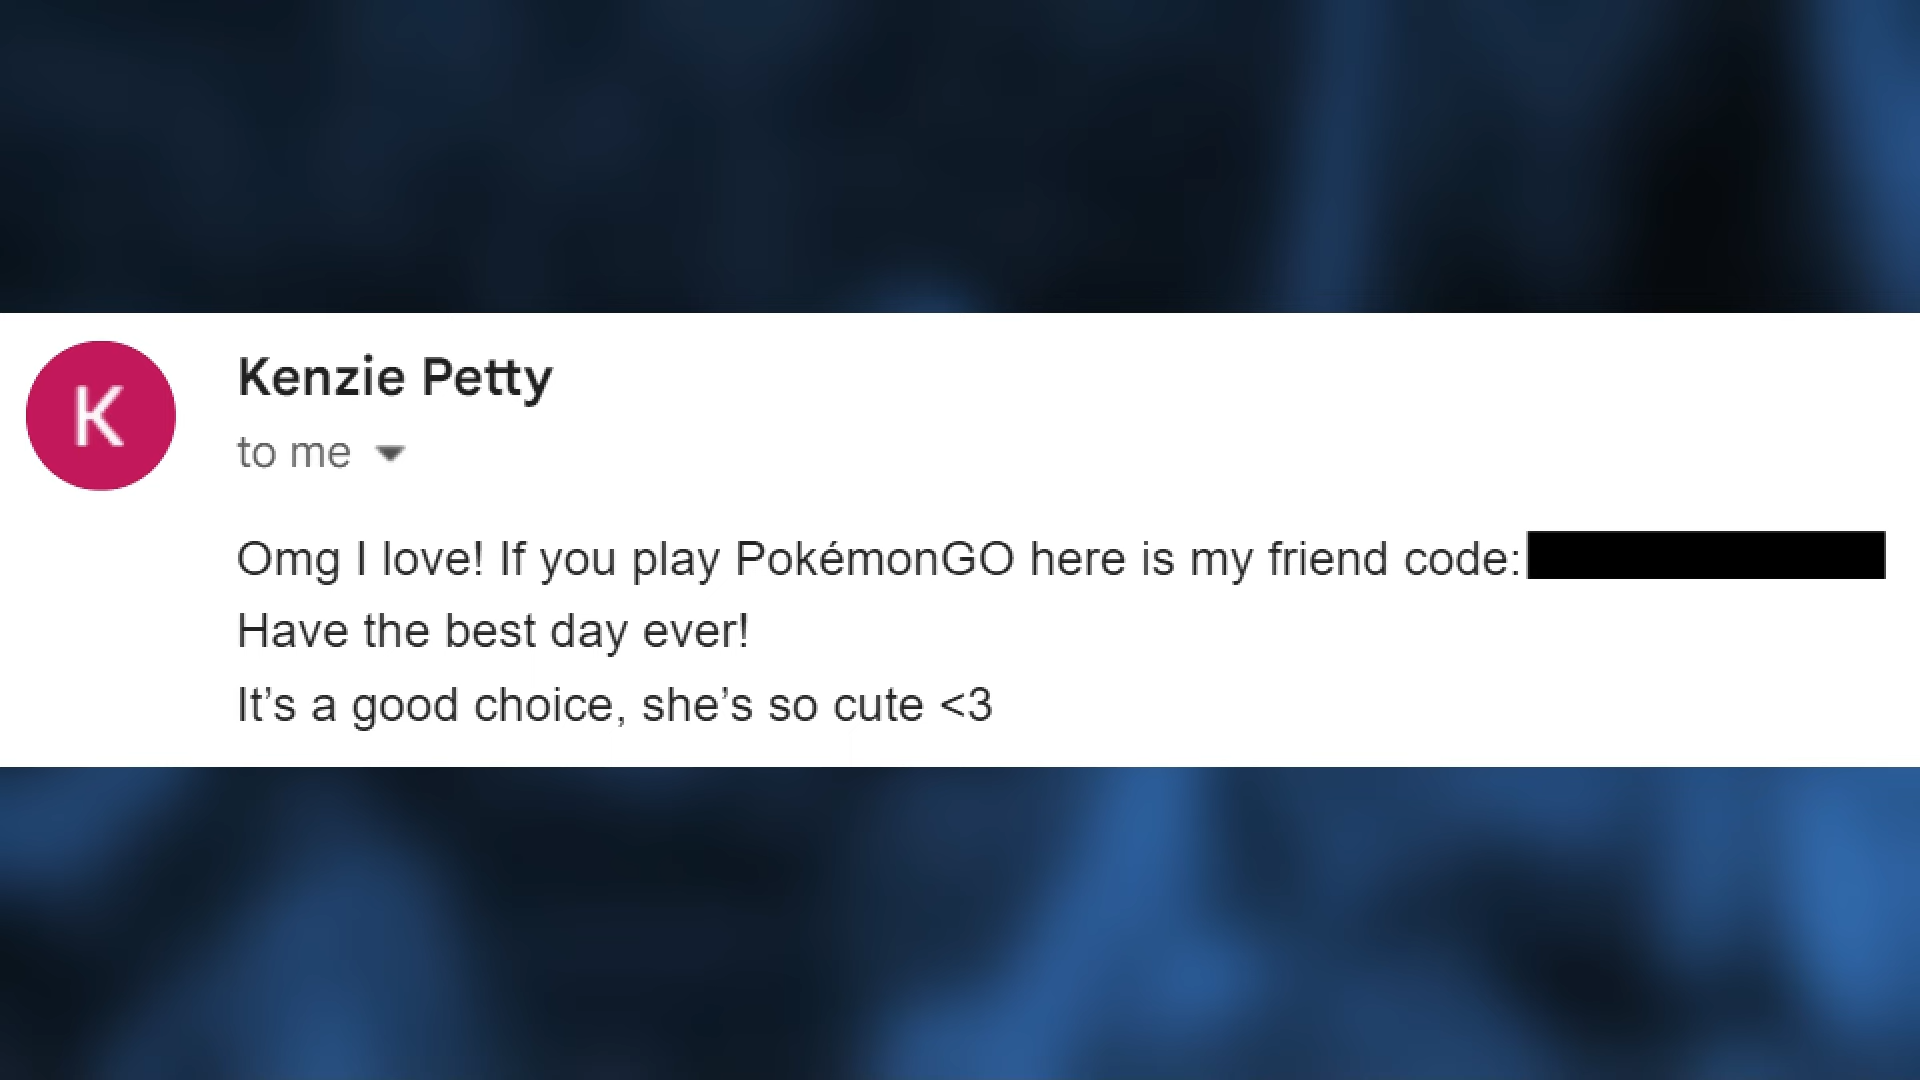 K
Kenzie Petty
to me
Omg I love! If you play PokémonGO here is my friend code:
Have the best day ever!
It’s a good choice, she’s so cute <3